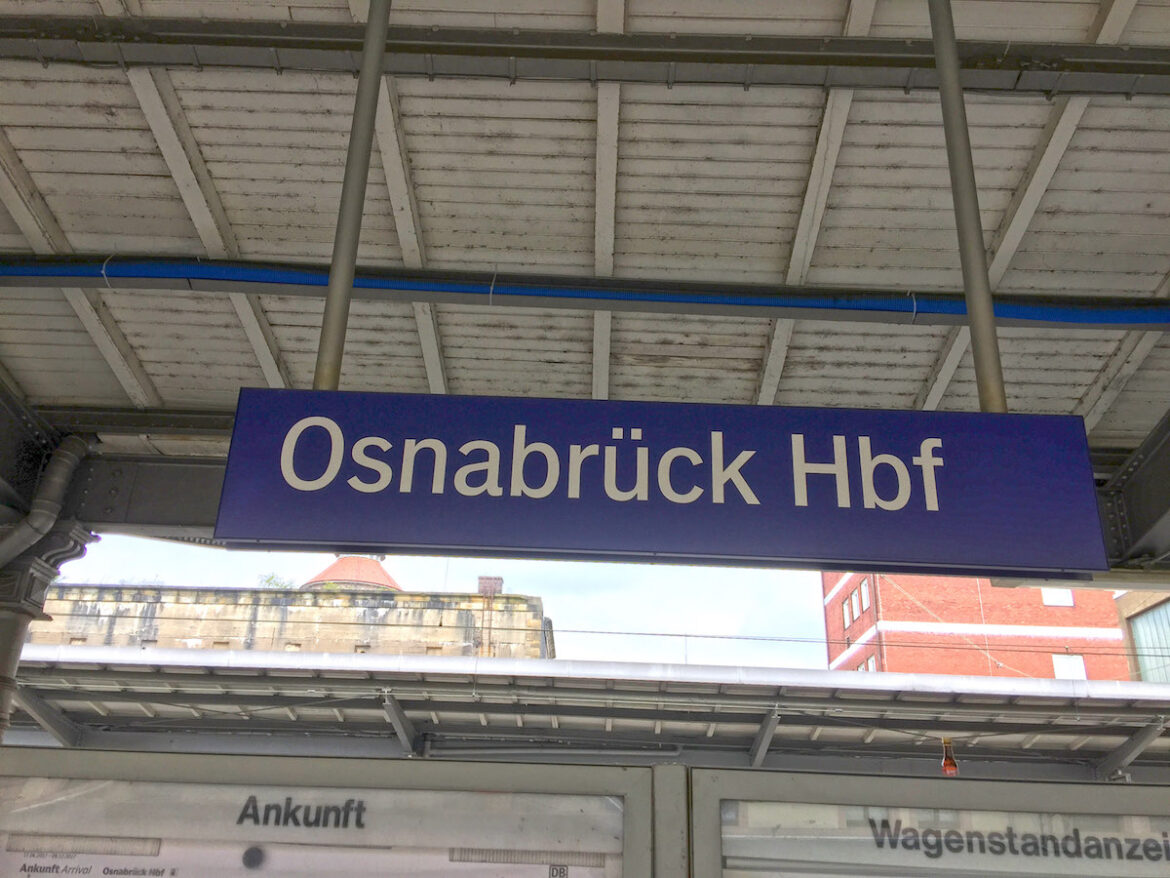 Osnabrück Hbf
Ankunft
Wagenstandanzei
Ankunft Arrival Osnabrück Hbf
DB